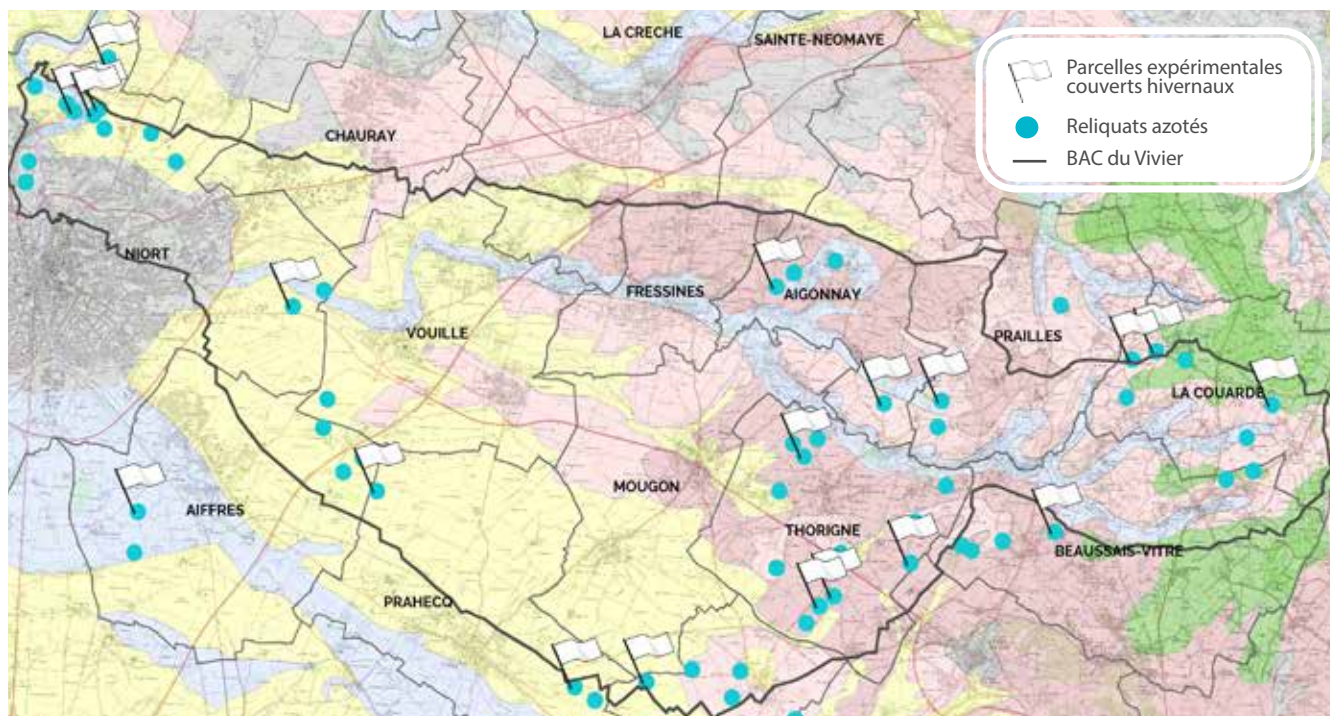 LA CRECHE
SAINTE-NEOMAYE
Parcelles expérimentales
couverts hivernaux
Reliquats azotés
BAC du Vivier
CHAURAY
NIORT
FRESSINES
AIGONNAY
VOUILLE
PRAILLES
LA COUARDE
MOUGON
AIFFRES
THORIGNE
BEAUSSAIS-VITRE
PRAHECQ